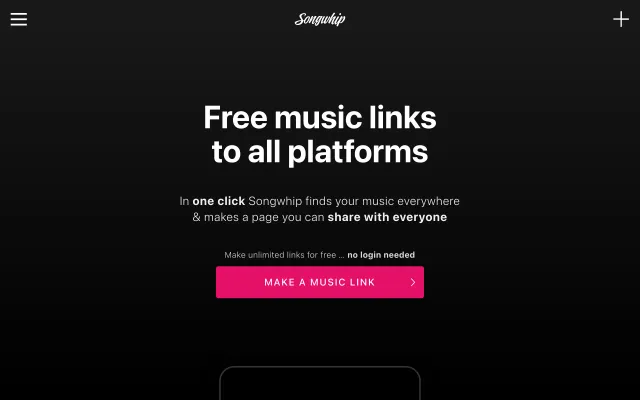 Songwhip
Free music links
to all platforms
In one click Songwhip finds your music everywhere
& makes a page you can share with everyone
Make unlimited links for free ... no login needed
MAKE A MUSIC LINK